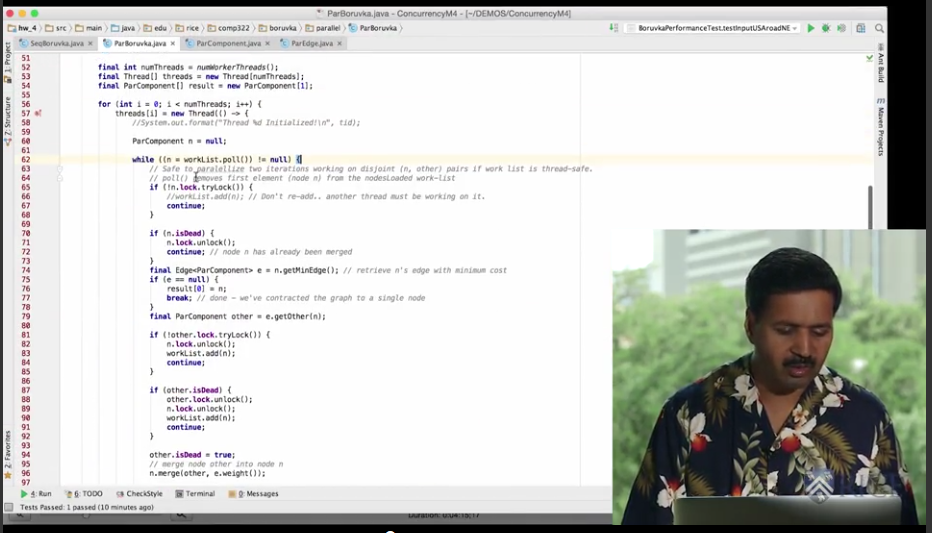 ParBoruvka.java - ConcurrencyM4 - [~/DEMOS/ConcurrencyM4]
hw_4 src main java edu rice comp322 boruvka parallel ParBoruvka BoruvkaPerformanceTest.testInputUSAroadNE
SeqBoruvka.java ParBoruvka.java ParComponent.java ParEdge.java
1: Project
Z: Structure
2: Favorites
Ant Build
Maven Projects
51
52
53 final int numThreads = numWorkerThreads();
54 final Thread[] threads = new Thread[numThreads];
final ParComponent[] result = new ParComponent[1];
55
56 for (int i = 0; i < numThreads; i++) {
57 threads[i] = new Thread(() -> {
58 //System.out.format("Thread %d Initialized!\n", tid);
59
60 ParComponent n = null;
61
62 while ((n = workList.poll()) != null) {
63 // Safe to paralellize two iterations working on disjoint (n, other) pairs if work list is thread-safe.
64 // poll() removes first element (node n) from the nodesLoaded work-list
65 if (!n.lock.tryLock()) {
66 //workList.add(n); // Don't re-add.. another thread must be working on it.
67 continue;
68 }
69
70 if (n.isDead) {
71 n.lock.unlock();
72 continue; // node n has already been merged
73 }
74 final Edge<ParComponent> e = n.getMinEdge(); // retrieve n's edge with minimum cost
75 if (e == null) {
76 result[0] = n;
77 break; // done - we've contracted the graph to a single node
78 }
79 final ParComponent other = e.getOther(n);
80
81 if (!other.lock.tryLock()) {
82 n.lock.unlock();
83 workList.add(n);
84 continue;
85 }
86
87 if (other.isDead) {
88 other.lock.unlock();
89 n.lock.unlock();
90 workList.add(n);
91 continue;
92 }
93
94 other.isDead = true;
95 // merge node other into node n
96 n.merge(other, e.weight());
97
4: Run 6: TODO CheckStyle Terminal 0: Messages
Tests Passed: 1 passed (10 minutes ago)
Duration: 0:04:15:17